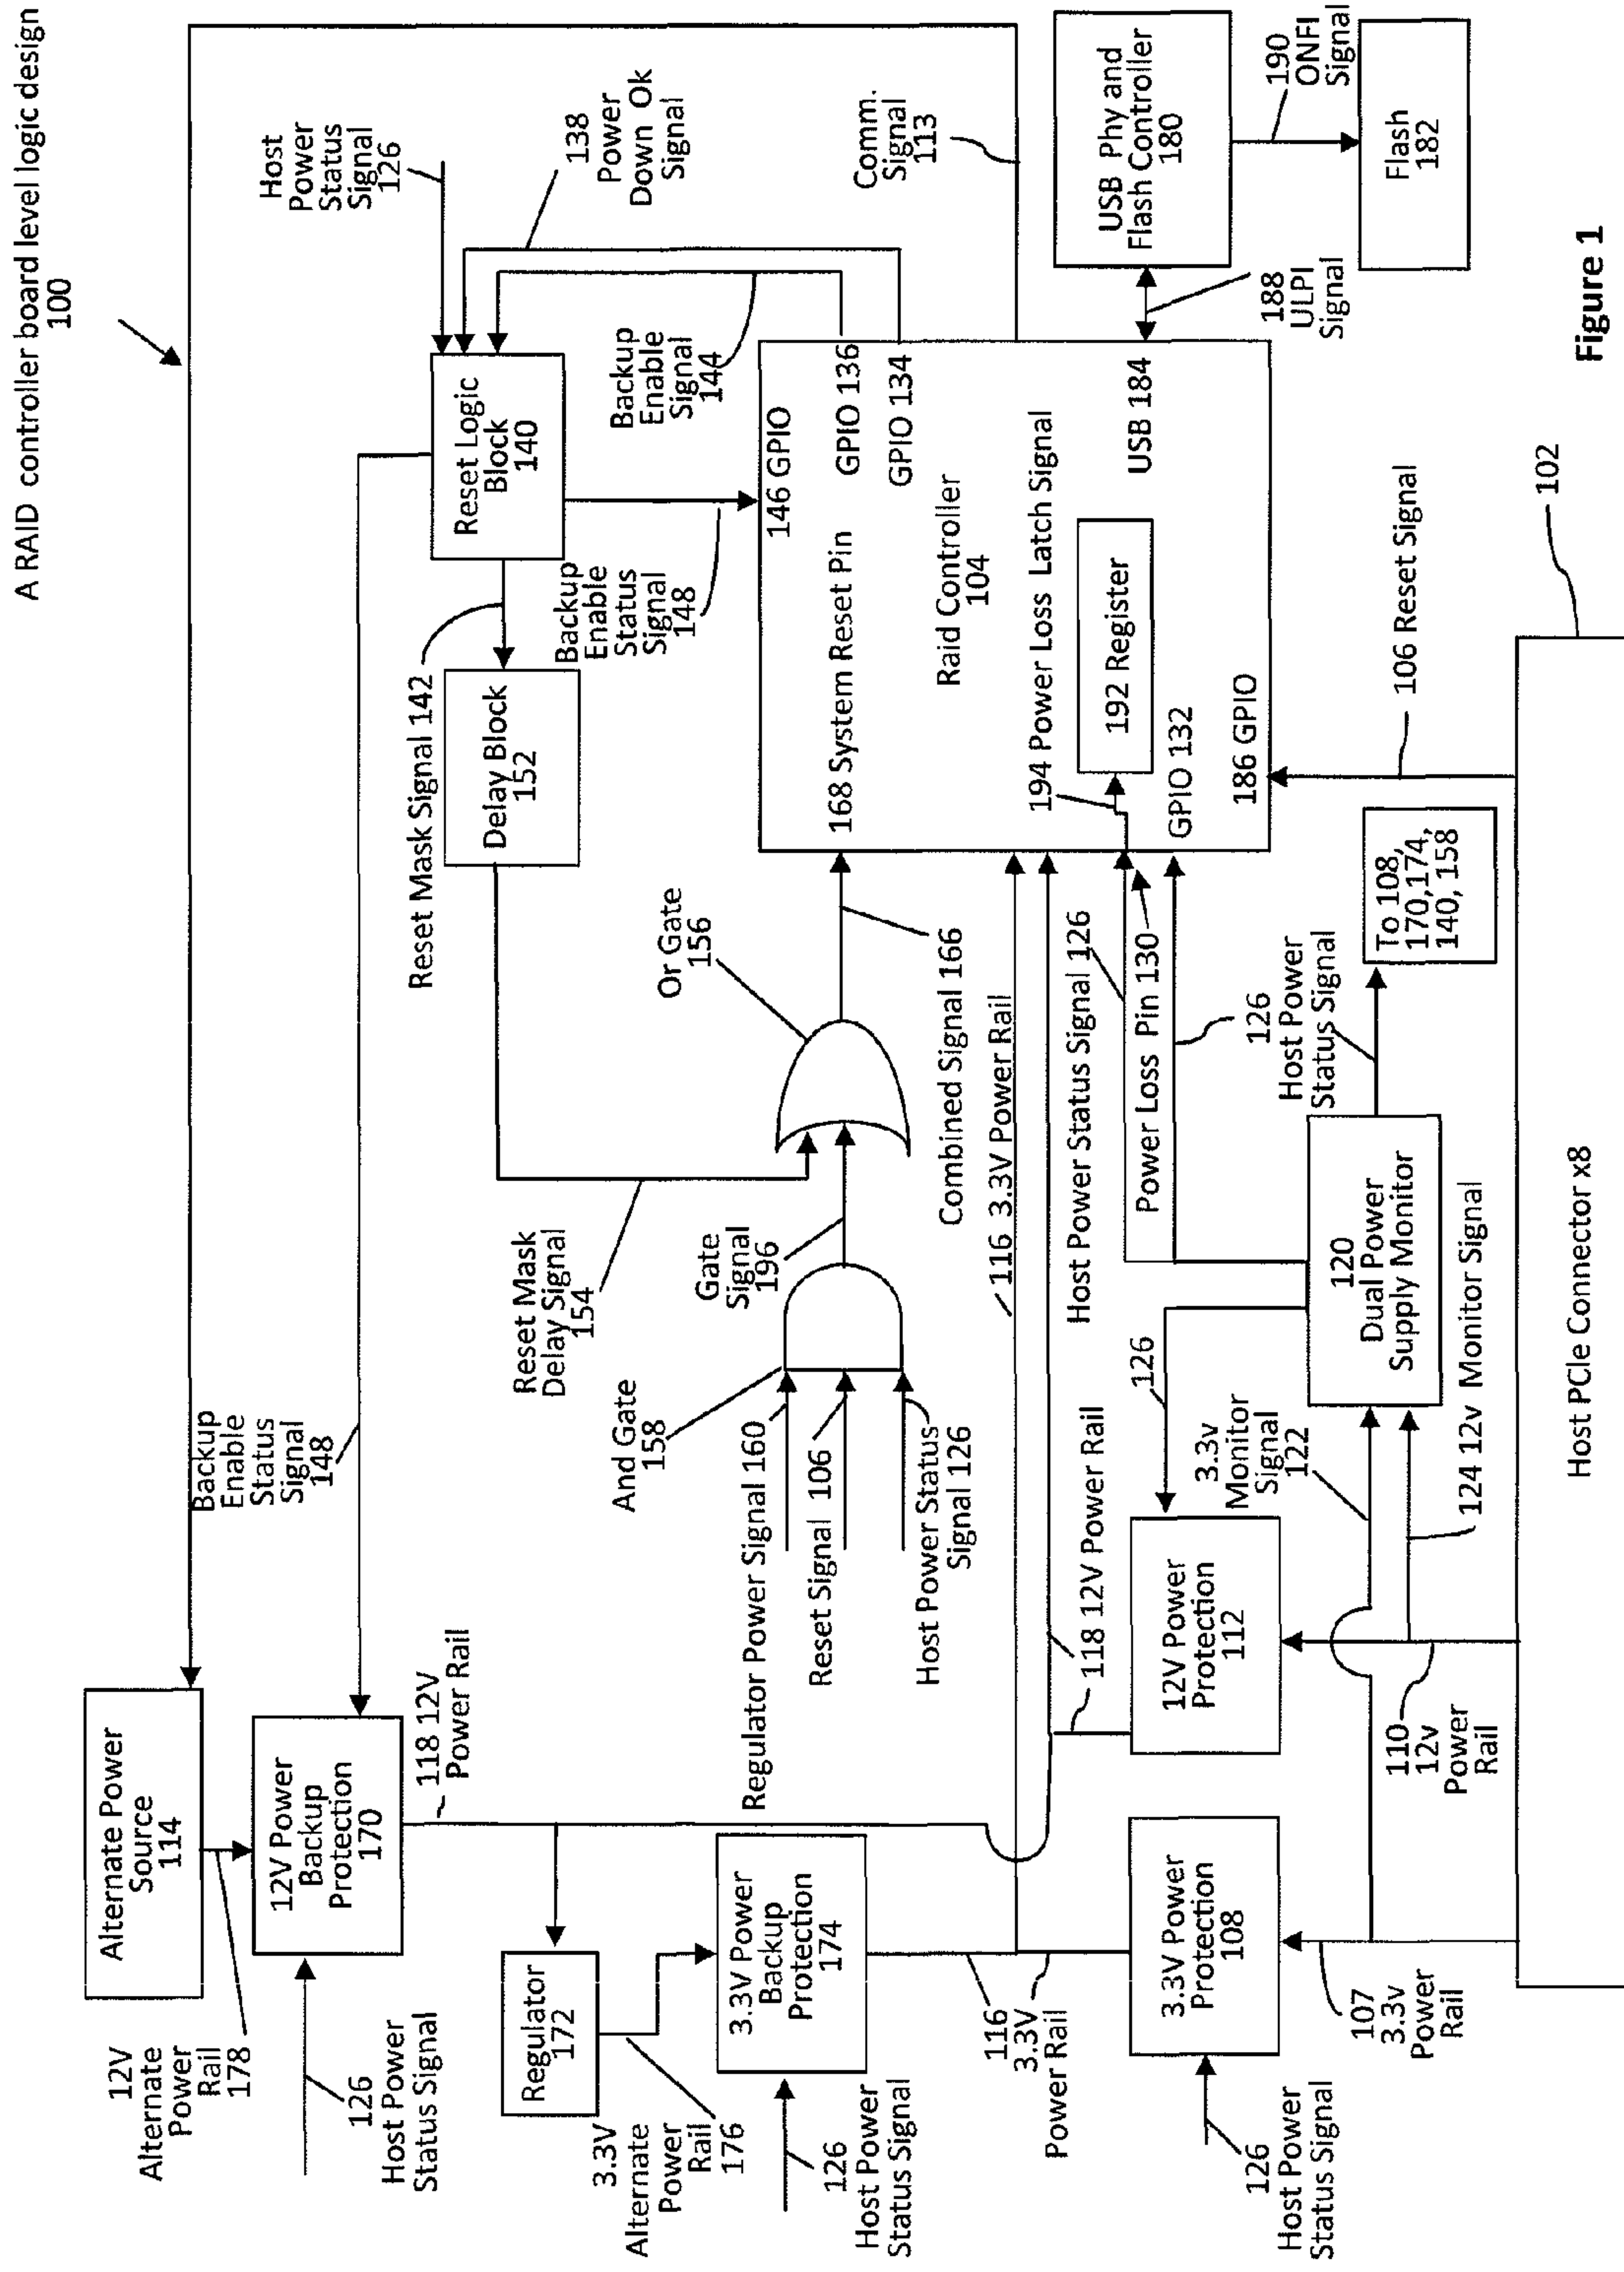 A RAID controller board level logic design
100
Alternate Power
Source
114
12V
Alternate
Power
Rail
178
12V Power
Backup
Protection
170
126
Host Power
Status Signal
Backup
Enable
Status
Signal
148
118 12V
Power Rail
Regulator
172
3.3V
Alternate
Power
Rail
176
3.3V Power
Backup
Protection
174
126
Host Power
Status Signal
116
3.3V
Power Rail
3.3V Power
Protection
108
126
Host Power
Status Signal
107
3.3v
Power
Rail
Host
Power
Status
Signal
126
138
Power
Down Ok
Signal
Reset Logic
Block
140
Backup
Enable
Signal
144
Reset Mask Signal 142
Delay Block
152
Backup
Enable
Status
Signal
148
Reset Mask
Delay Signal
154
Or Gate
156
Gate
Signal
196
And Gate
158
Regulator Power Signal 160
Reset Signal 106
Host Power Status
Signal 126
Combined Signal 166
116 3.3V Power Rail
118 12V Power Rail
Host Power Status Signal 126
Power Loss Pin 130
126
Host Power
Status Signal
146 GPIO
GPIO 136
GPIO 134
168 System Reset Pin
Raid Controller
104
194 Power Loss Latch Signal
192 Register
USB 184
GPIO 132
186 GPIO
Comm.
Signal
113
USB Phy and
Flash Controller
180
188
ULPI
Signal
190
ONFI
Signal
Flash
182
12V Power
Protection
112
126
3.3v
Monitor
Signal
122
124 12v Monitor Signal
110
12v
Power
Rail
120
Dual Power
Supply Monitor
To 108,
170,174,
140, 158
106 Reset Signal
102
Host PCIe Connector x8
Figure 1